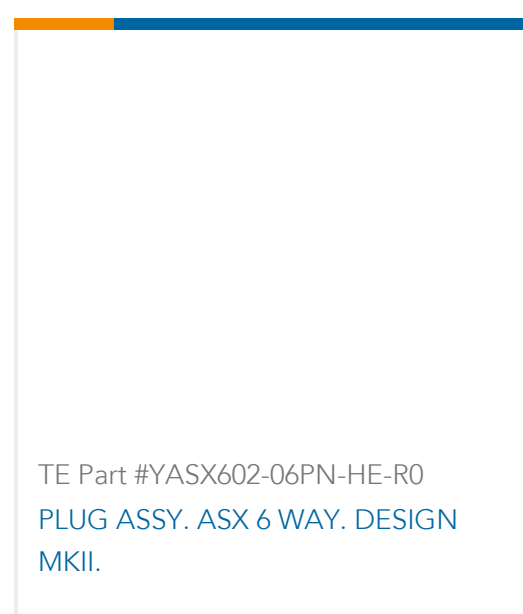 TE Part #YASX602-06PN-HE-R0
PLUG ASSY. ASX 6 WAY. DESIGN
MKII.